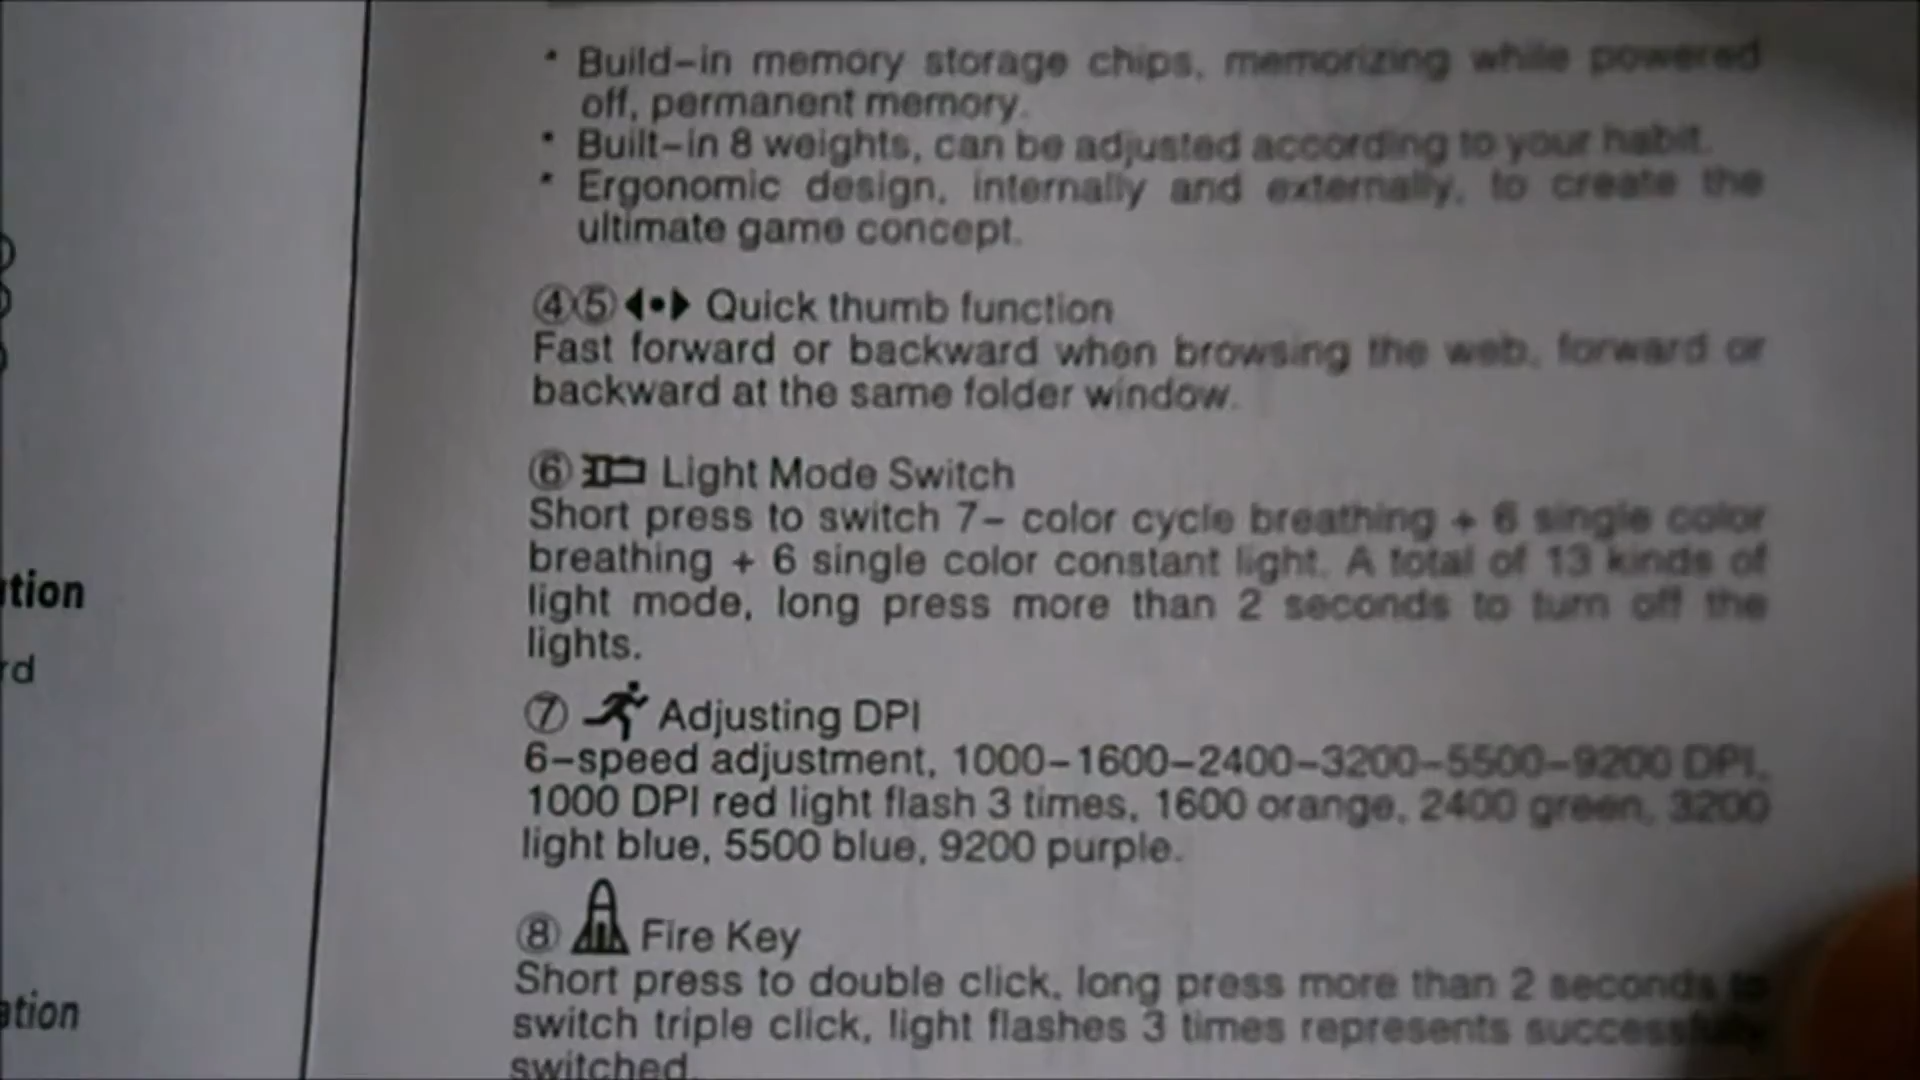 * Build-in memory storage chips, memorizing while powered
off, permanent memory.
* Built-in 8 weights, can be adjusted according to your habit.
* Ergonomic design, internally and externally, to create the
ultimate game concept.
④⑤ Quick thumb function
Fast forward or backward when browsing the web, forward or
backward at the same folder window.
⑥ Light Mode Switch
Short press to switch 7- color cycle breathing + 6 single color
breathing + 6 single color constant light. A total of 13 kinds of
light mode, long press more than 2 seconds to turn off the
lights.
⑦ Adjusting DPI
6-speed adjustment, 1000-1600-2400-3200-5500-9200 DPI,
1000 DPI red light flash 3 times, 1600 orange, 2400 green, 3200
light blue, 5500 blue, 9200 purple.
⑧ Fire Key
Short press to double click, long press more than 2 seconds to
switch triple click, light flashes 3 times represents successfully
switched.
tion
rd
ation